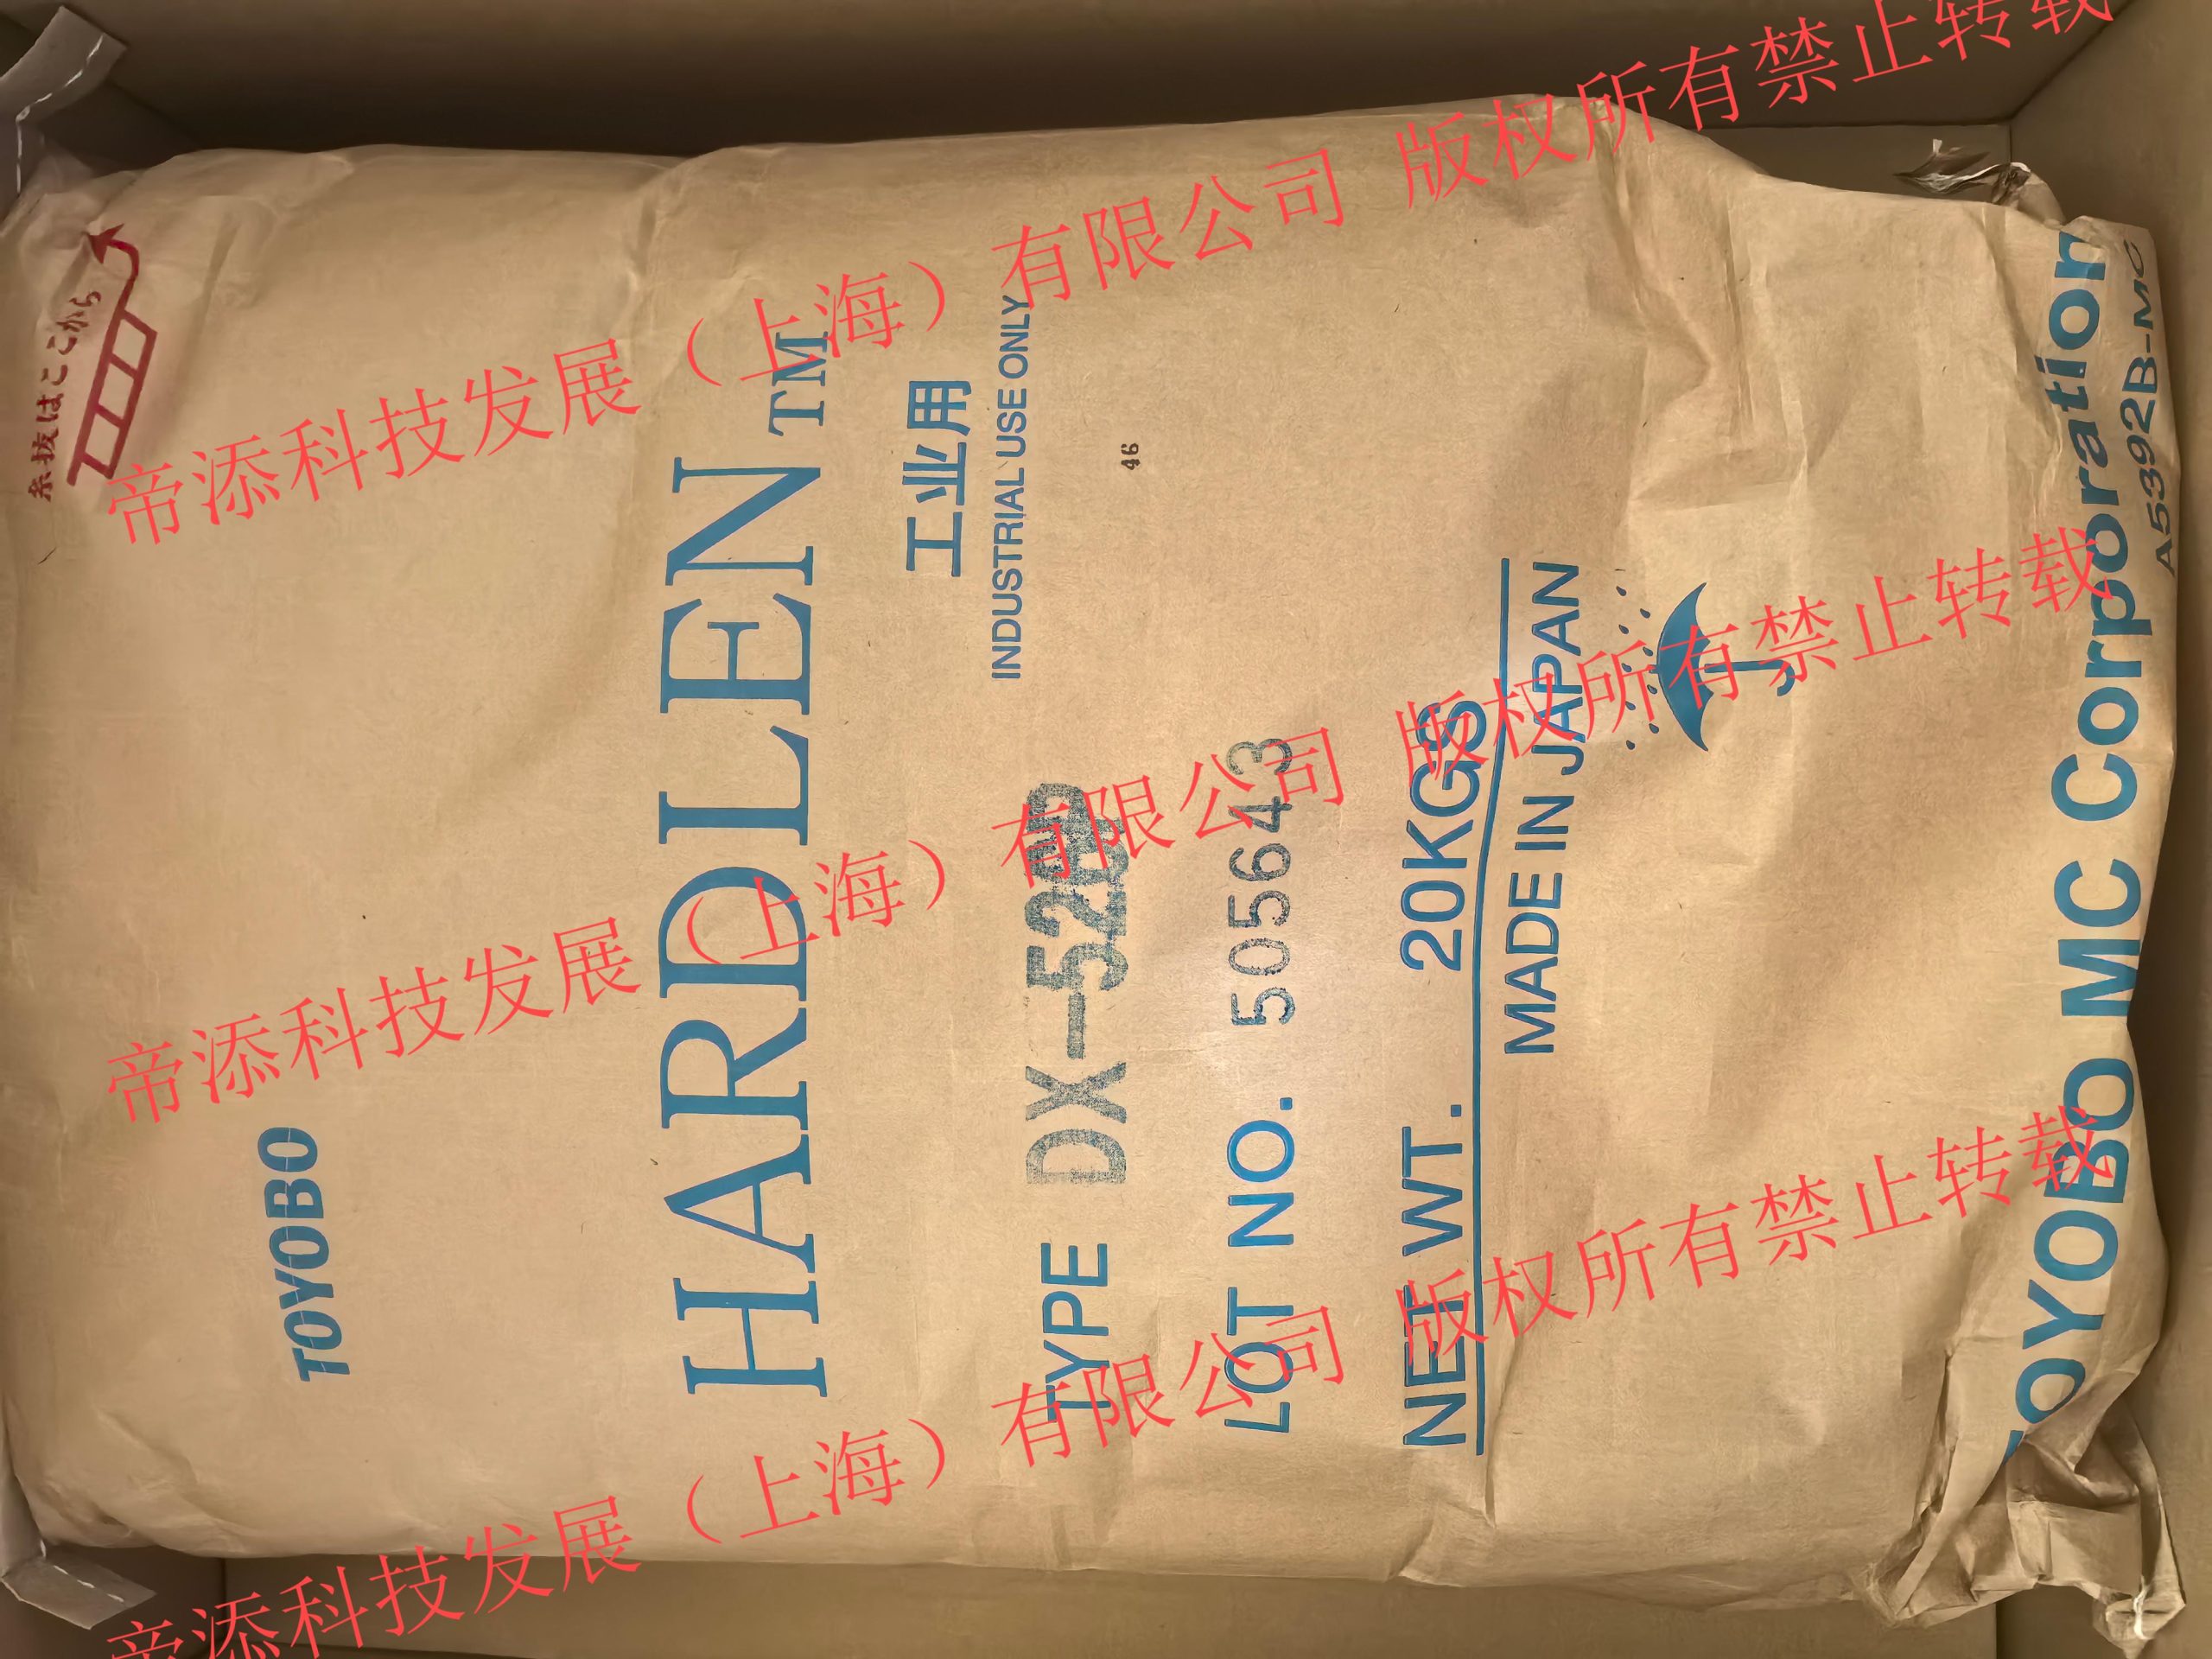 糸抜はここから
TOYOBO
HARDLEN TM
工业用
INDUSTRIAL USE ONLY
TYPE
46
LOT NO. 505643
NET WT. 20KGS
MADE IN JAPAN
TOYOBO MC Corporation
A5392B-MC
帝添科技发展（上海）有限公司 版权所有禁止转载
帝添科技发展（上海）有限公司 版权所有禁止转载
帝添科技发展（上海）有限公司 版权所有禁止转载